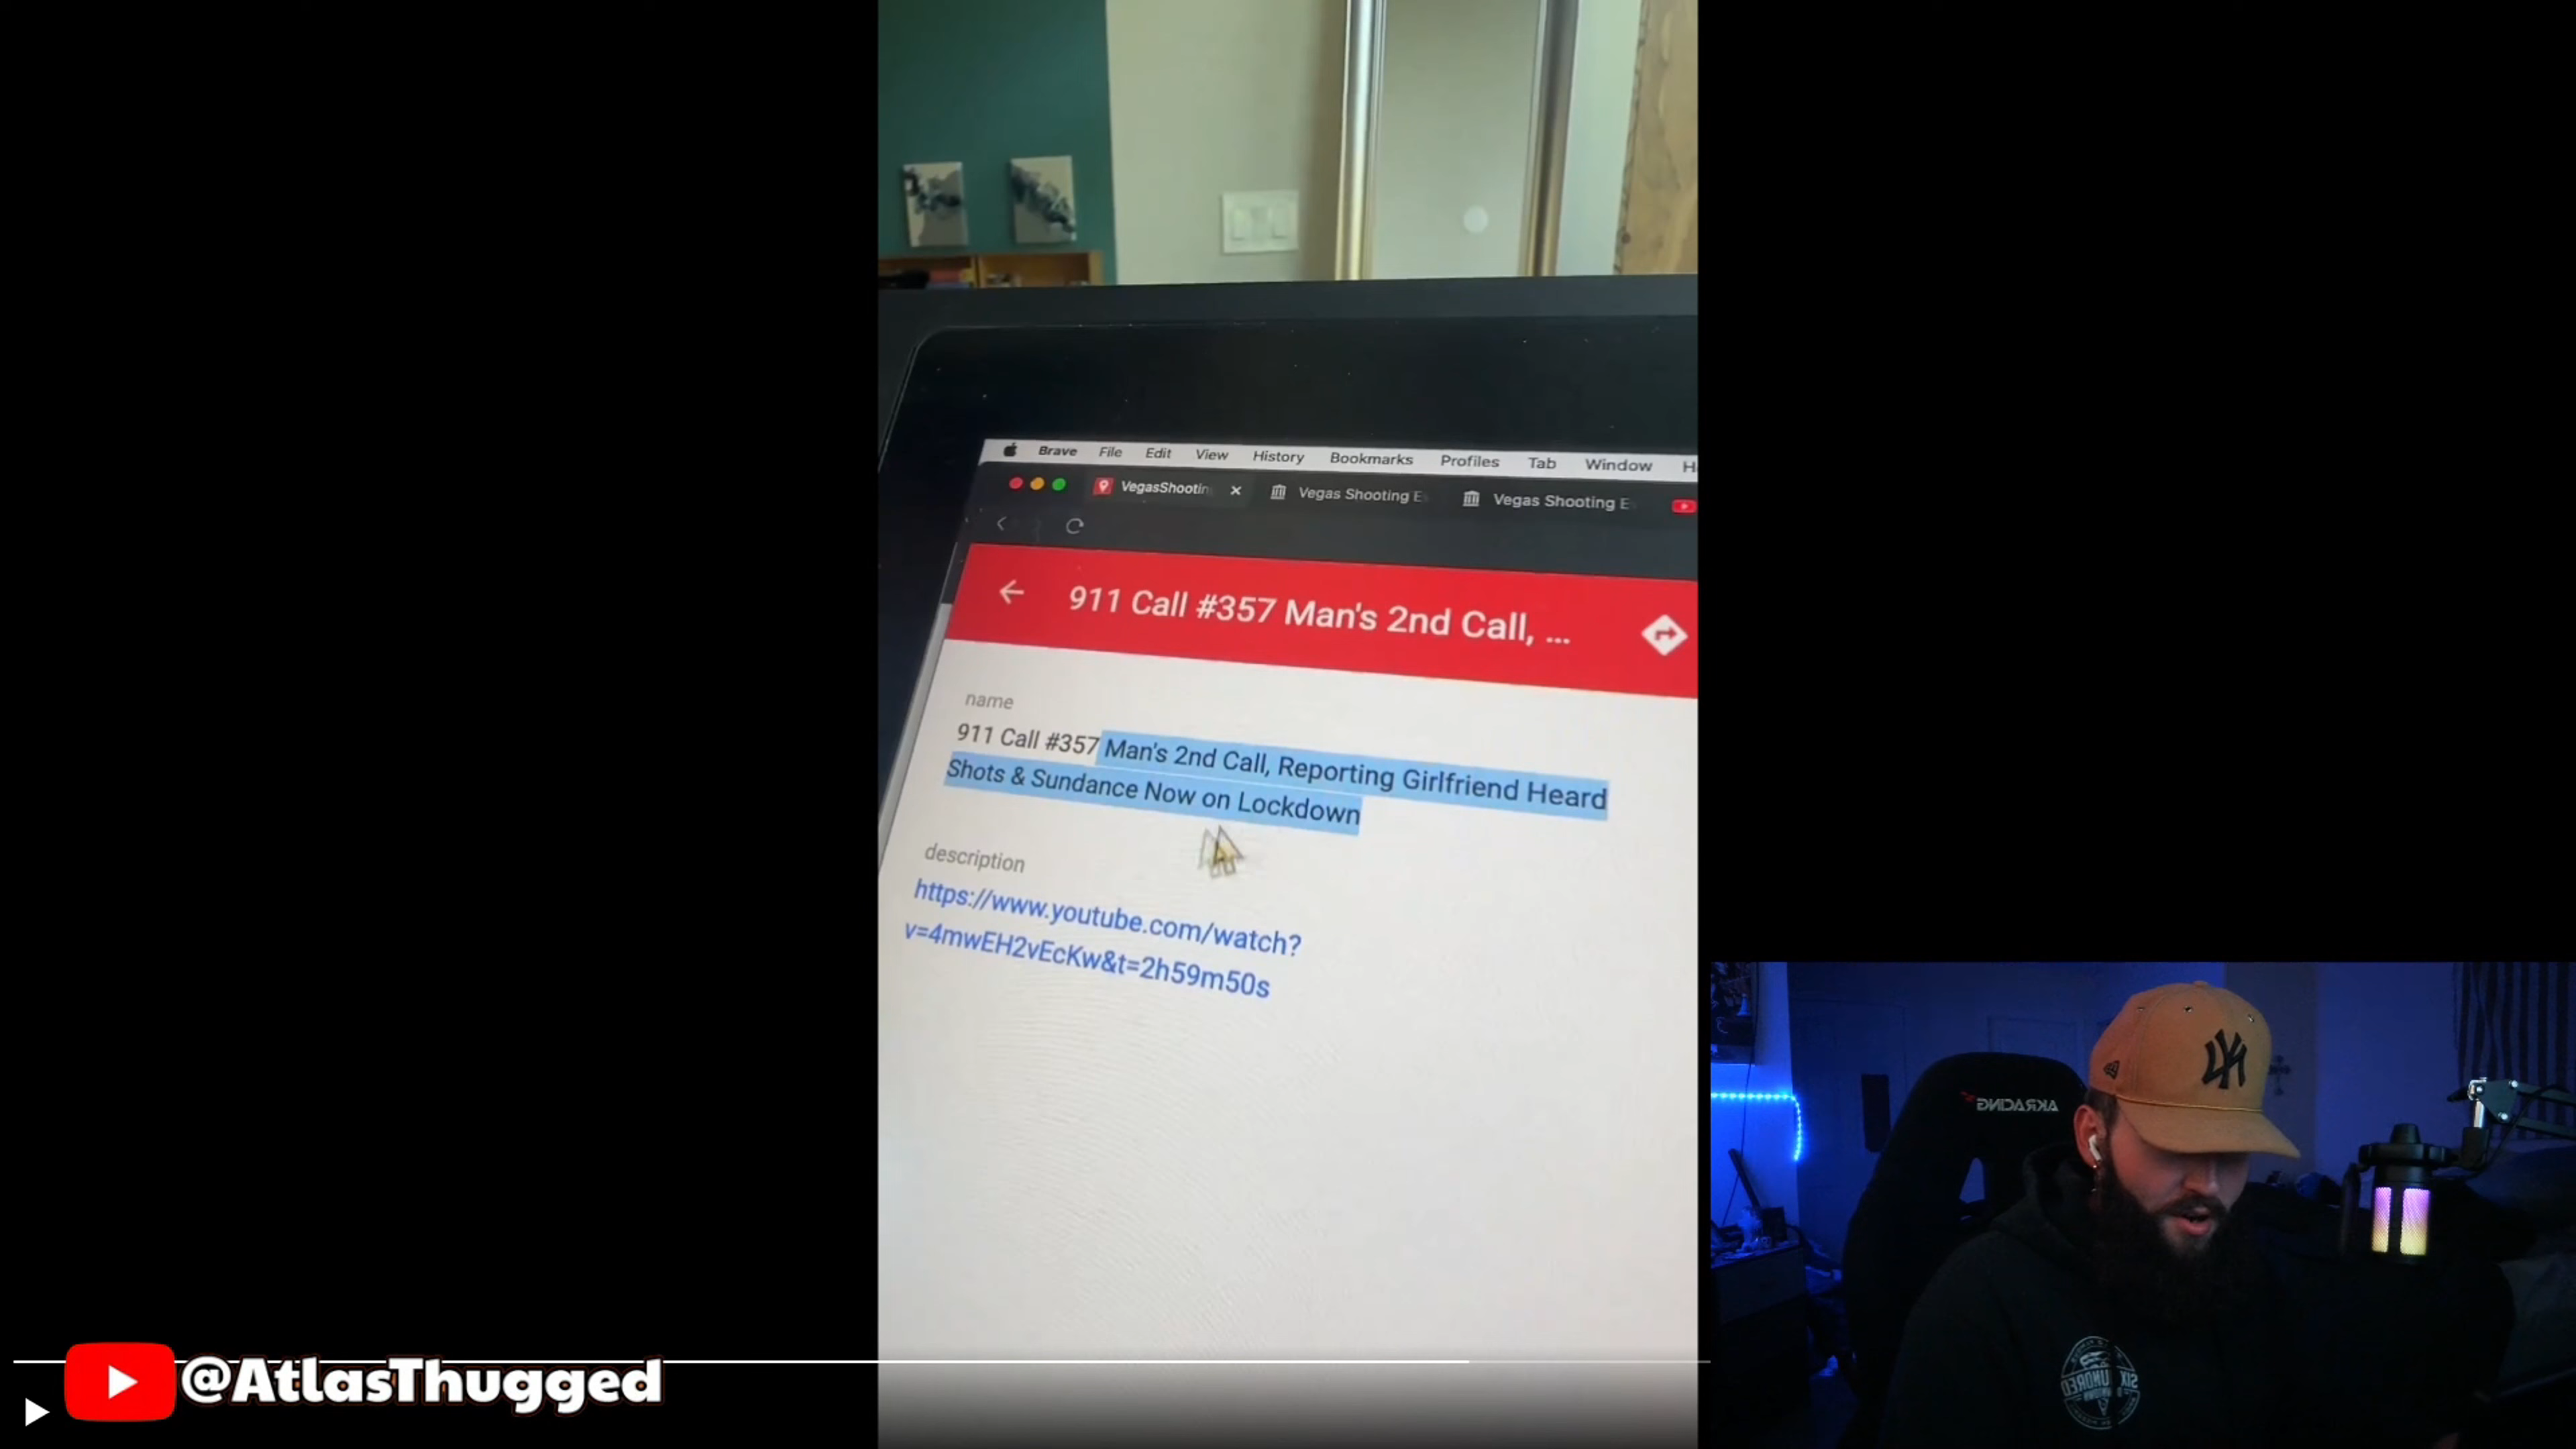 Brave File Edit View History Bookmarks Profiles Tab Window
VegasShootin
Vegas Shooting E
Vegas Shooting E
911 Call #357 Man's 2nd Call, ...
name
911 Call #357 Man's 2nd Call, Reporting Girlfriend Heard
Shots & Sundance Now on Lockdown
description
https://www.youtube.com/watch?
v=4mwEH2vEcKw&t=2h59m50s
AKRACING
@AtlasThugged